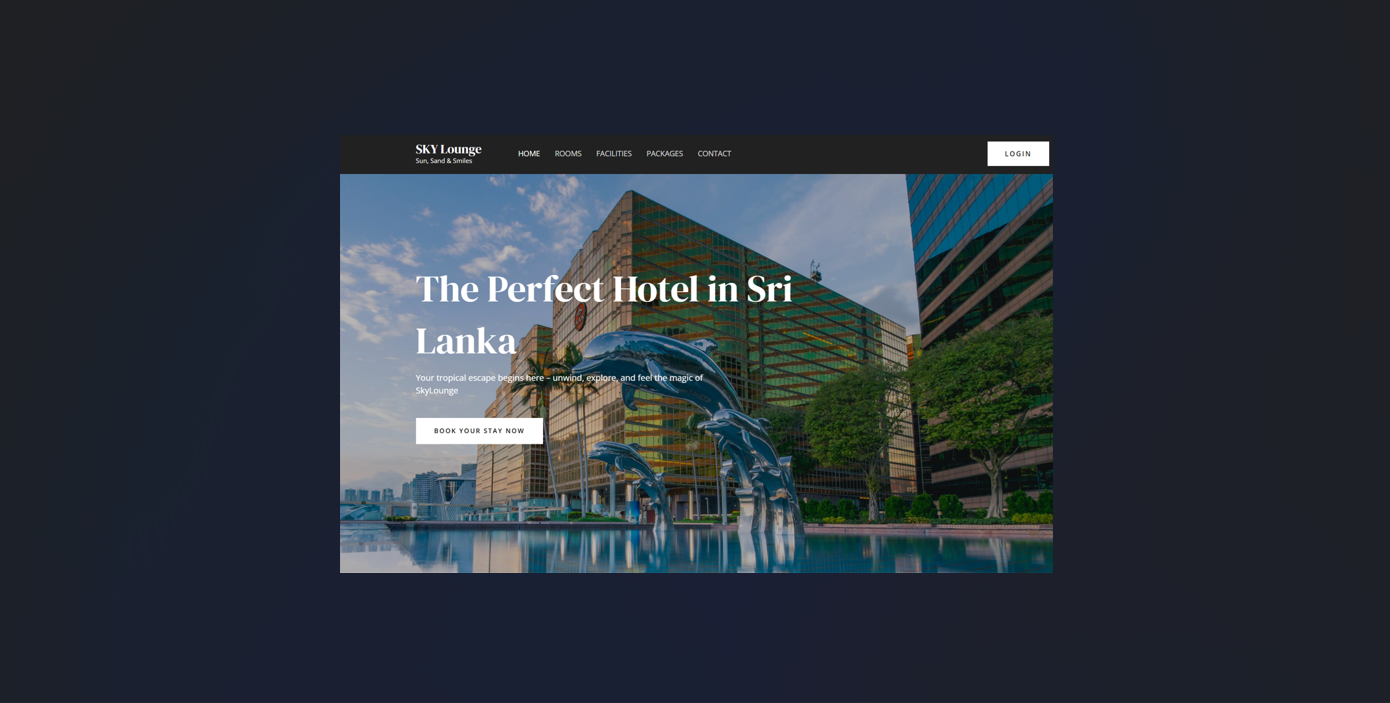 SKY Lounge
Sun, Sand & Smiles
HOME ROOMS FACILITIES PACKAGES CONTACT
LOGIN
The Perfect Hotel in Sri
Lanka
Your tropical escape begins here – unwind, explore, and feel the magic of
SkyLounge
BOOK YOUR STAY NOW